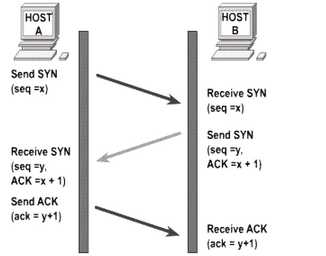 HOST
A
HOST
B
Send SYN
(seq =x)
Receive SYN
(seq =x)
Send SYN
(seq =y,
ACK =x + 1)
Receive SYN
(seq =y,
ACK =x + 1)
Send ACK
(ack = y+1)
Receive ACK
(ack = y+1)